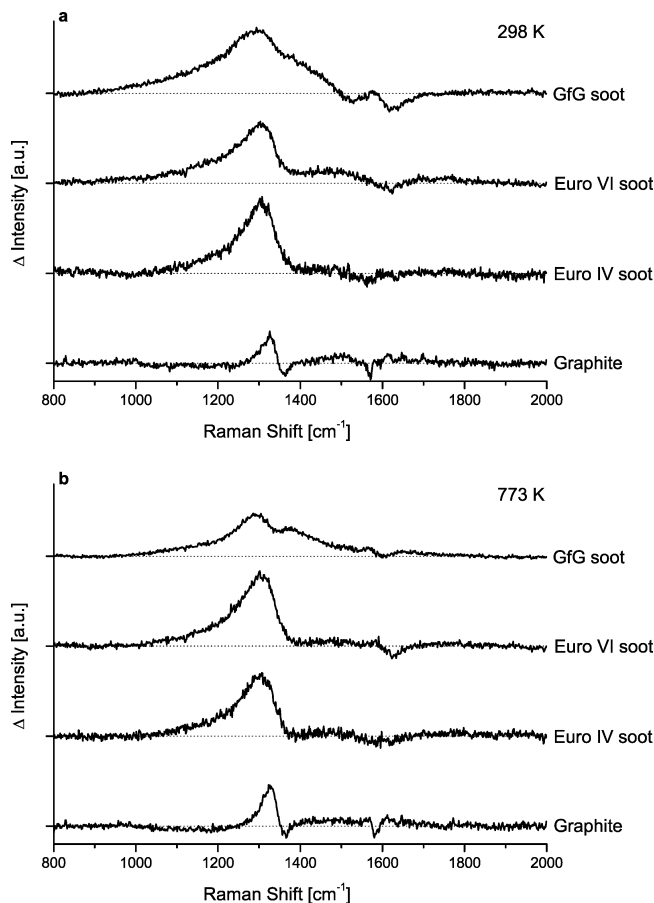 a
298 K
GfG soot
Euro VI soot
Euro IV soot
Graphite
Δ Intensity [a.u.]
800 1000 1200 1400 1600 1800 2000
Raman Shift [cm⁻¹]
b
773 K
GfG soot
Euro VI soot
Euro IV soot
Graphite
Δ Intensity [a.u.]
800 1000 1200 1400 1600 1800 2000
Raman Shift [cm⁻¹]